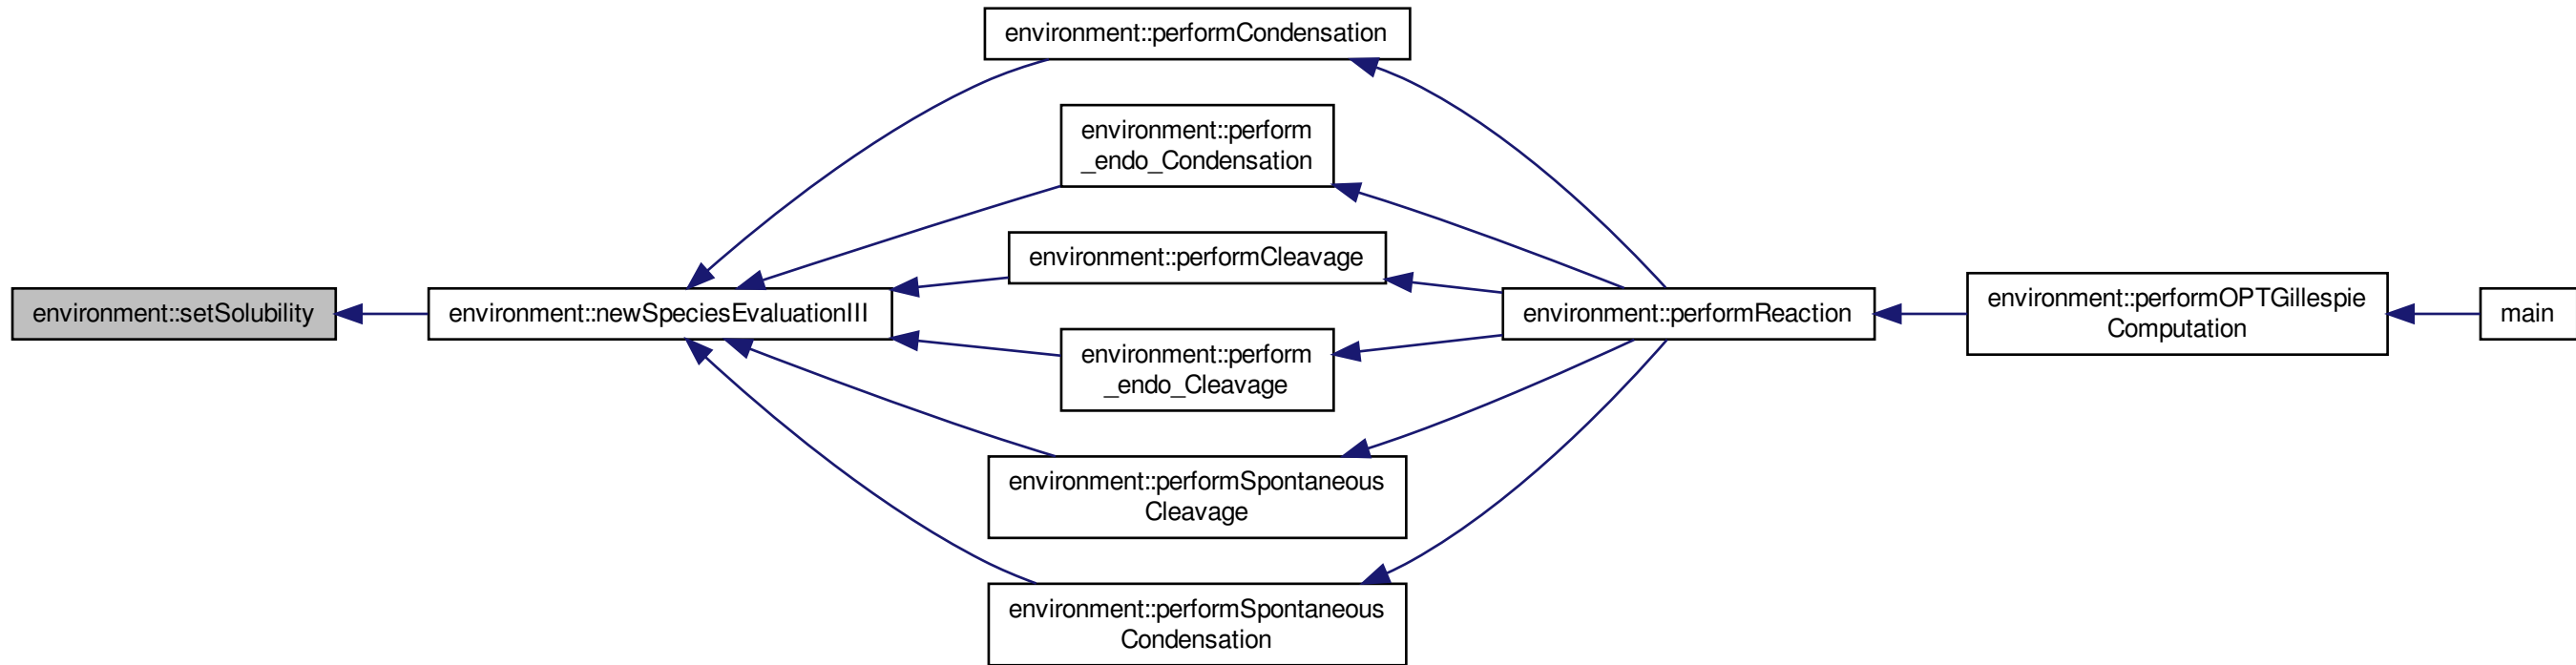 environment::setSolubility
environment::newSpeciesEvaluationIII
environment::performCondensation
environment::perform
_endo_Condensation
environment::performCleavage
environment::perform
_endo_Cleavage
environment::performSpontaneous
Cleavage
environment::performSpontaneous
Condensation
environment::performReaction
environment::performOPTGillespie
Computation
main